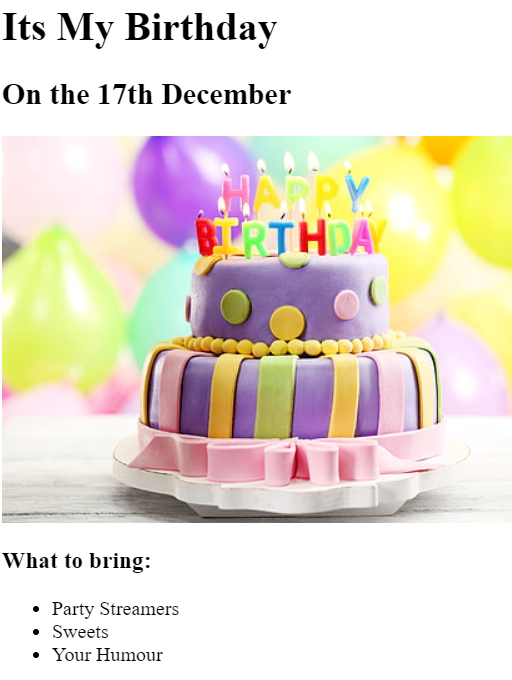 Its My Birthday
On the 17th December
HAPPY
BIRTHDAY
What to bring:
Party Streamers
Sweets
Your Humour